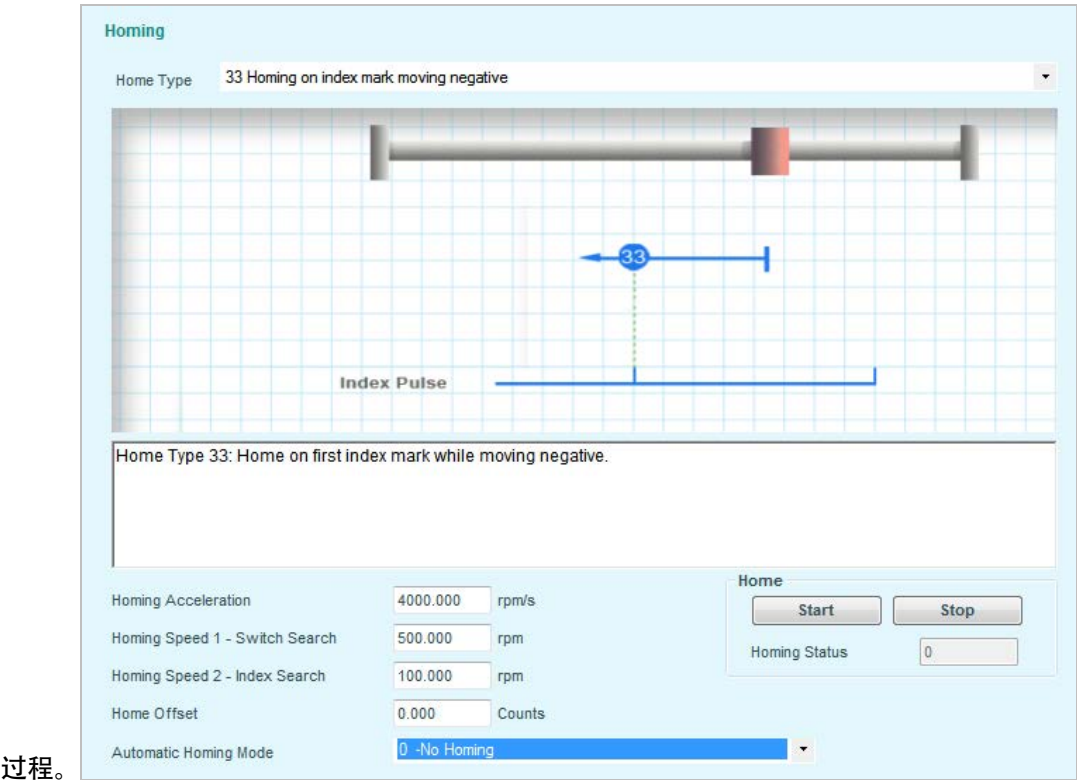 Homing
Home Type 33 Homing on index mark moving negative
33
Index Pulse
Home Type 33: Home on first index mark while moving negative.
Homing Acceleration 4000.000 rpm/s
Homing Speed 1 - Switch Search 500.000 rpm
Homing Speed 2 - Index Search 100.000 rpm
Home Offset 0.000 Counts
Automatic Homing Mode 0 -No Homing
Home
Start Stop
Homing Status 0
过程。